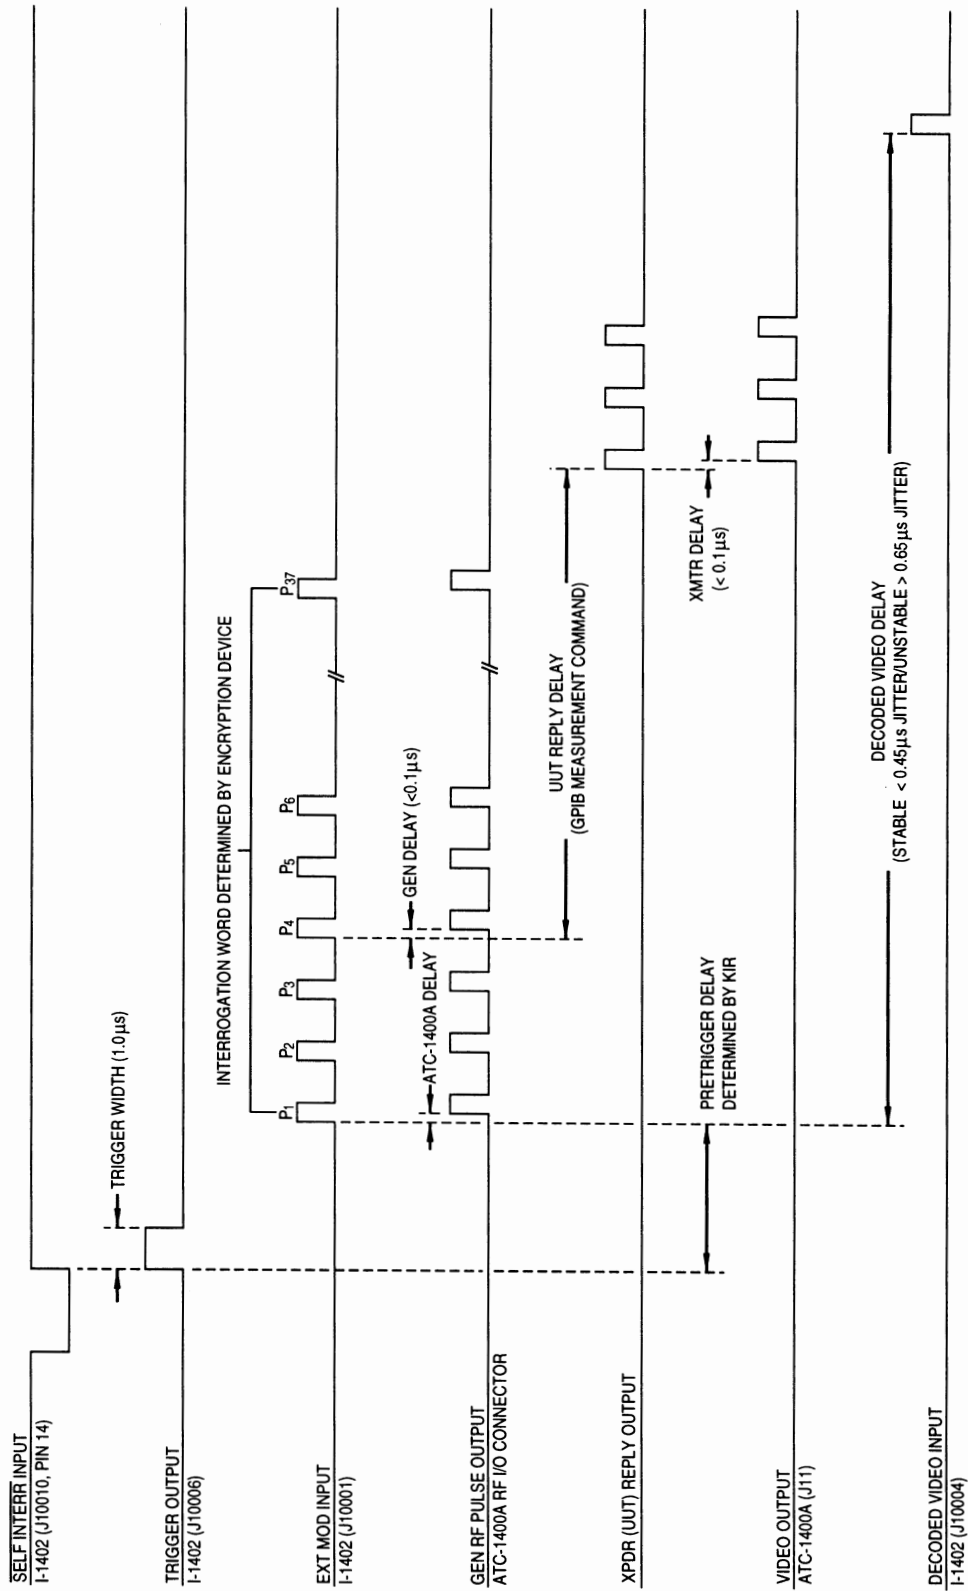 SELF INTERR INPUT
I-1402 (J10010, PIN 14)
TRIGGER WIDTH (1.0µs)
TRIGGER OUTPUT
I-1402 (J10006)
INTERROGATION WORD DETERMINED BY ENCRYPTION DEVICE
P1 P2 P3 P4 P5 P6 P37
EXT MOD INPUT
I-1402 (J10001)
ATC-1400A DELAY
GEN DELAY (<0.1µs)
GEN RF PULSE OUTPUT
ATC-1400A RF I/O CONNECTOR
UUT REPLY DELAY
(GPIB MEASUREMENT COMMAND)
XPDR (UUT) REPLY OUTPUT
PRETRIGGER DELAY
DETERMINED BY KIR
XMTR DELAY
(< 0.1µs)
VIDEO OUTPUT
ATC-1400A (J11)
DECODED VIDEO DELAY
(STABLE < 0.45µs JITTER/UNSTABLE > 0.65µs JITTER)
DECODED VIDEO INPUT
I-1402 (J10004)